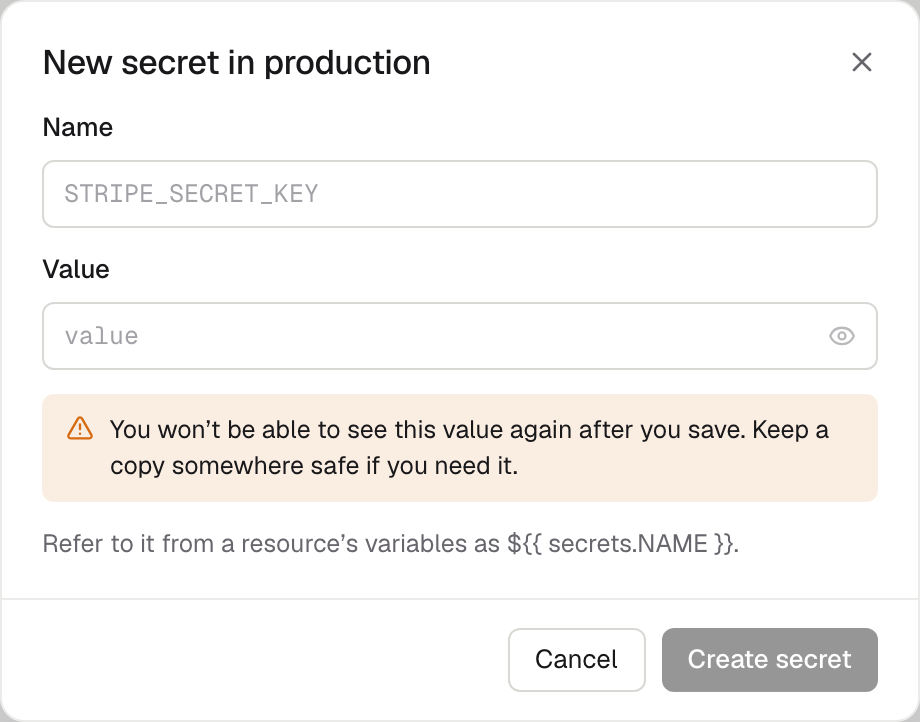 New secret in production
Name
STRIPE_SECRET_KEY
Value
value
You won’t be able to see this value again after you save. Keep a
copy somewhere safe if you need it.
Refer to it from a resource’s variables as ${{ secrets.NAME }}.
Cancel
Create secret